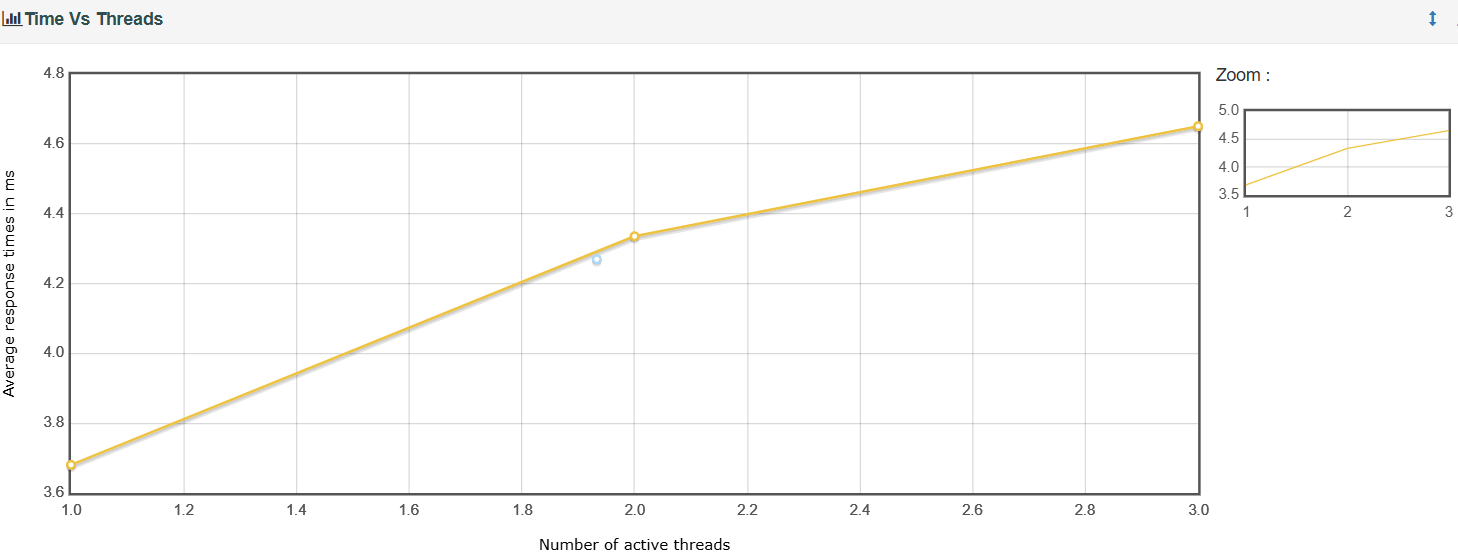 Time Vs Threads
4.8
4.6
4.4
4.2
4.0
3.8
3.6
Average response times in ms
1.0 1.2 1.4 1.6 1.8 2.0 2.2 2.4 2.6 2.8 3.0
Number of active threads
Zoom :
5.0
4.5
4.0
3.5
1 2 3